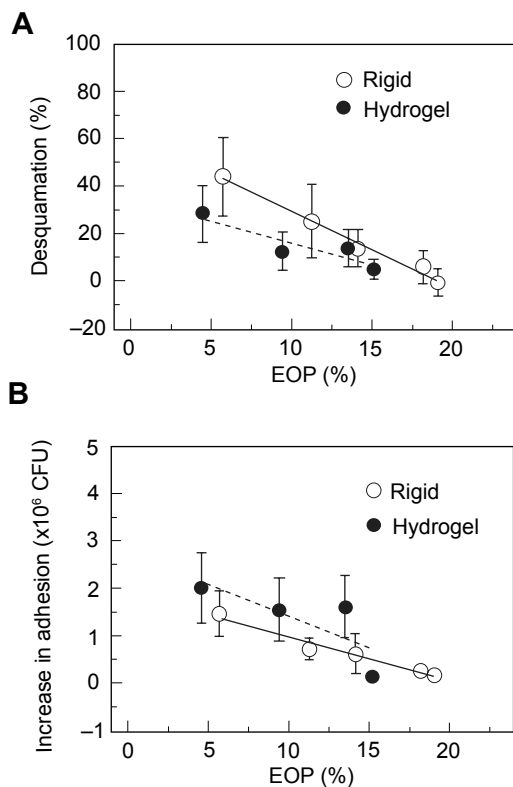 A
100
80
60
40
20
0
–20
Desquamation (%)
Rigid
Hydrogel
0 5 10 15 20
EOP (%)
B
5
4
3
2
1
0
–1
Increase in adhesion (x10⁶ CFU)
Rigid
Hydrogel
0 5 10 15 20
EOP (%)